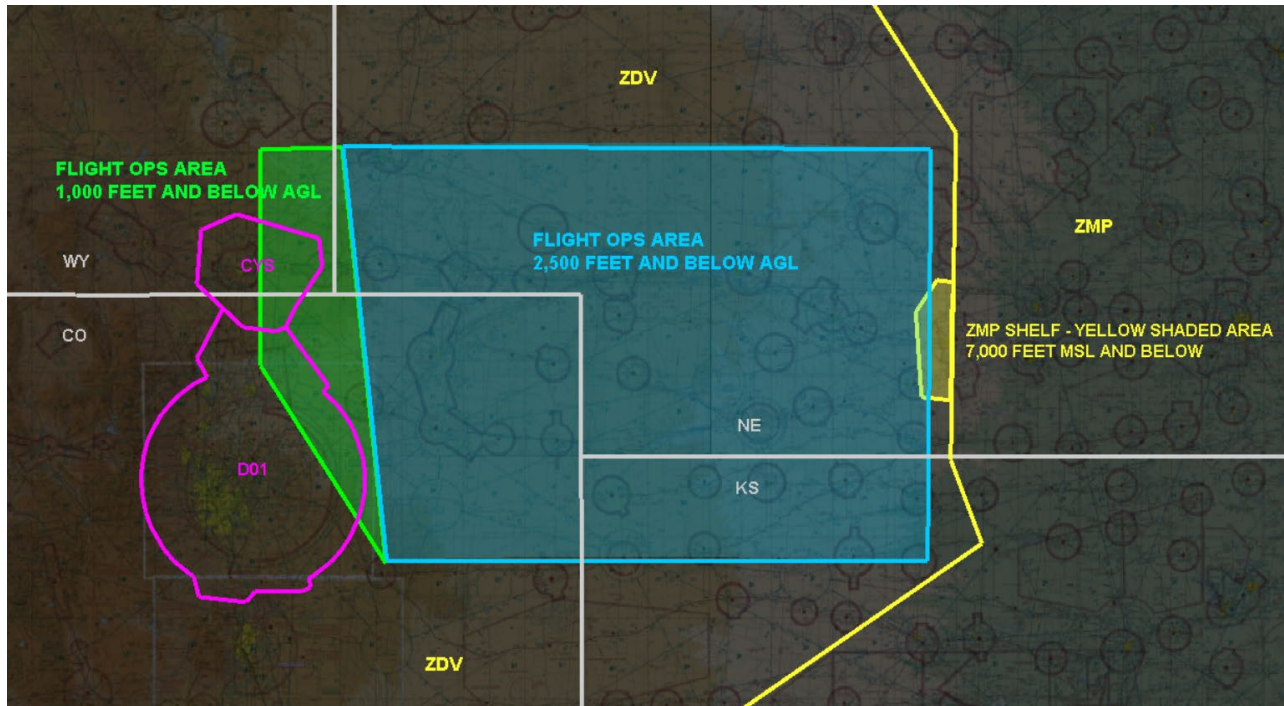 ZDV
FLIGHT OPS AREA
1,000 FEET AND BELOW AGL
CYS
WY
CO
FLIGHT OPS AREA
2,500 FEET AND BELOW AGL
ZMP
ZMP SHELF - YELLOW SHADED AREA
7,000 FEET MSL AND BELOW
NE
KS
D01
ZDV